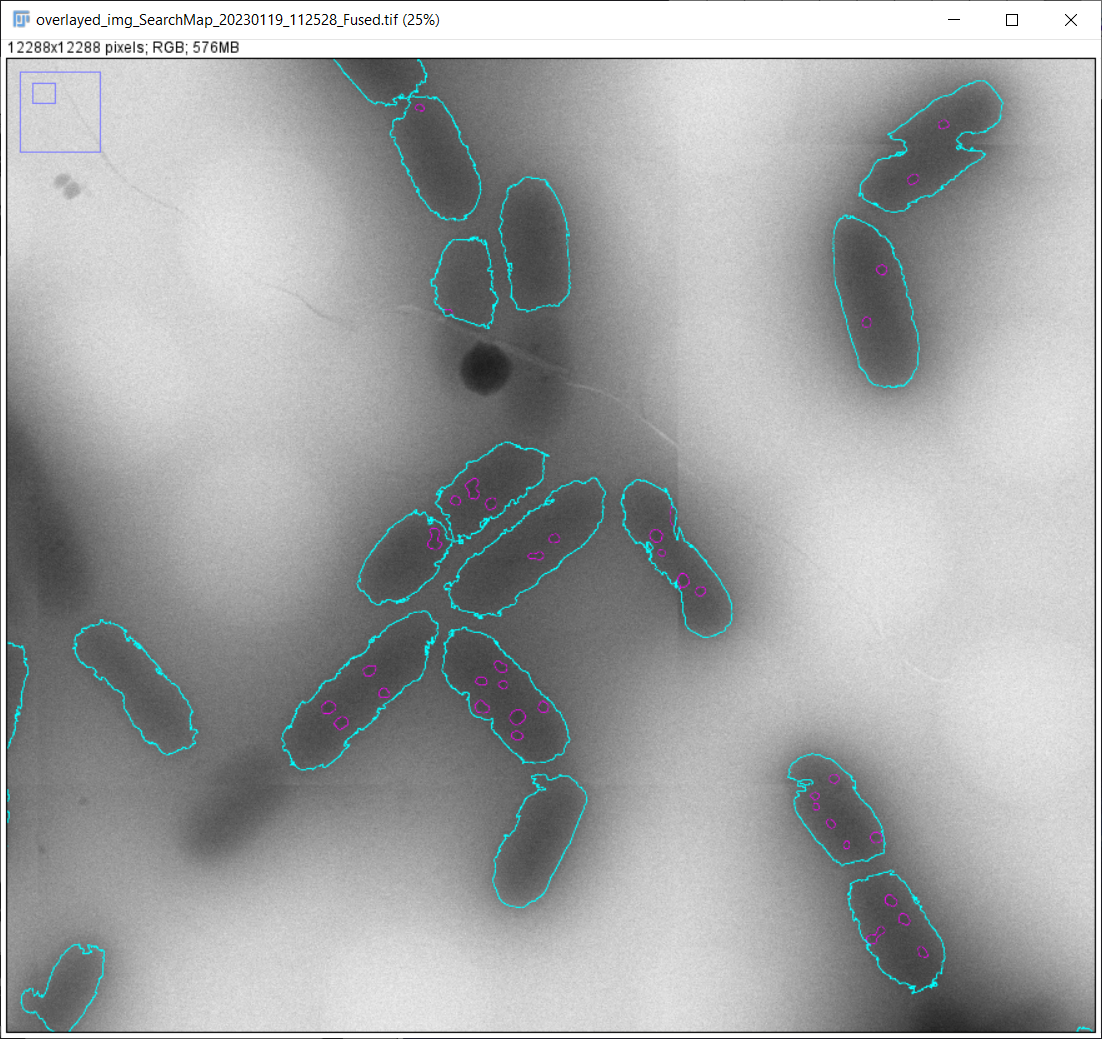 overlayed_img_SearchMap_20230119_112528_Fused.tif (25%)
12288x12288 pixels; RGB; 576MB